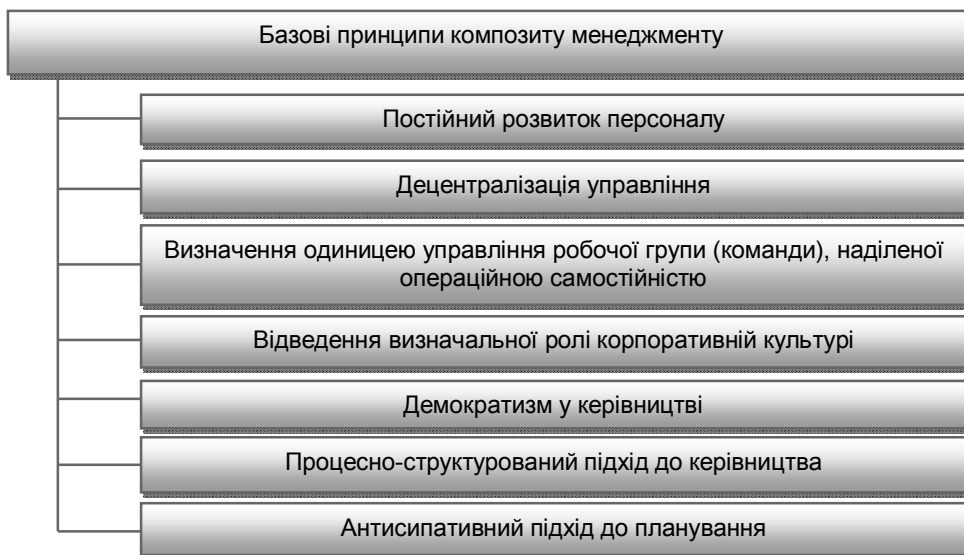 Базові принципи композиту менеджменту
Постійний розвиток персоналу
Децентралізація управління
Визначення одиницею управління робочої групи (команди), наділеної
операційною самостійністю
Відведення визначальної ролі корпоративній культурі
Демократизм у керівництві
Процесно-структурований підхід до керівництва
Антисипативний підхід до планування